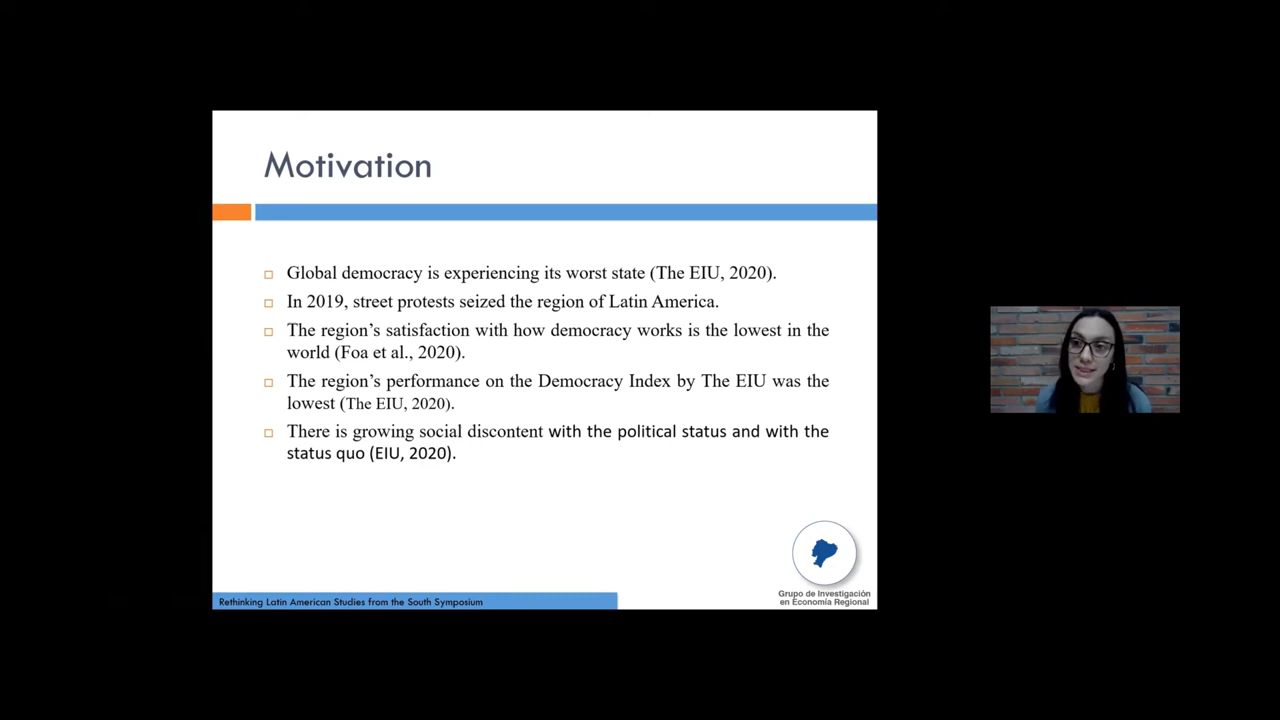 Motivation
Global democracy is experiencing its worst state (The EIU, 2020).
In 2019, street protests seized the region of Latin America.
The region's satisfaction with how democracy works is the lowest in the
world (Foa et al., 2020).
The region's performance on the Democracy Index by The EIU was the
lowest (The EIU, 2020).
There is growing social discontent with the political status and with the
status quo (EIU, 2020).
Grupo de Investigación
en Economía Regional
Rethinking Latin American Studies from the South Symposium